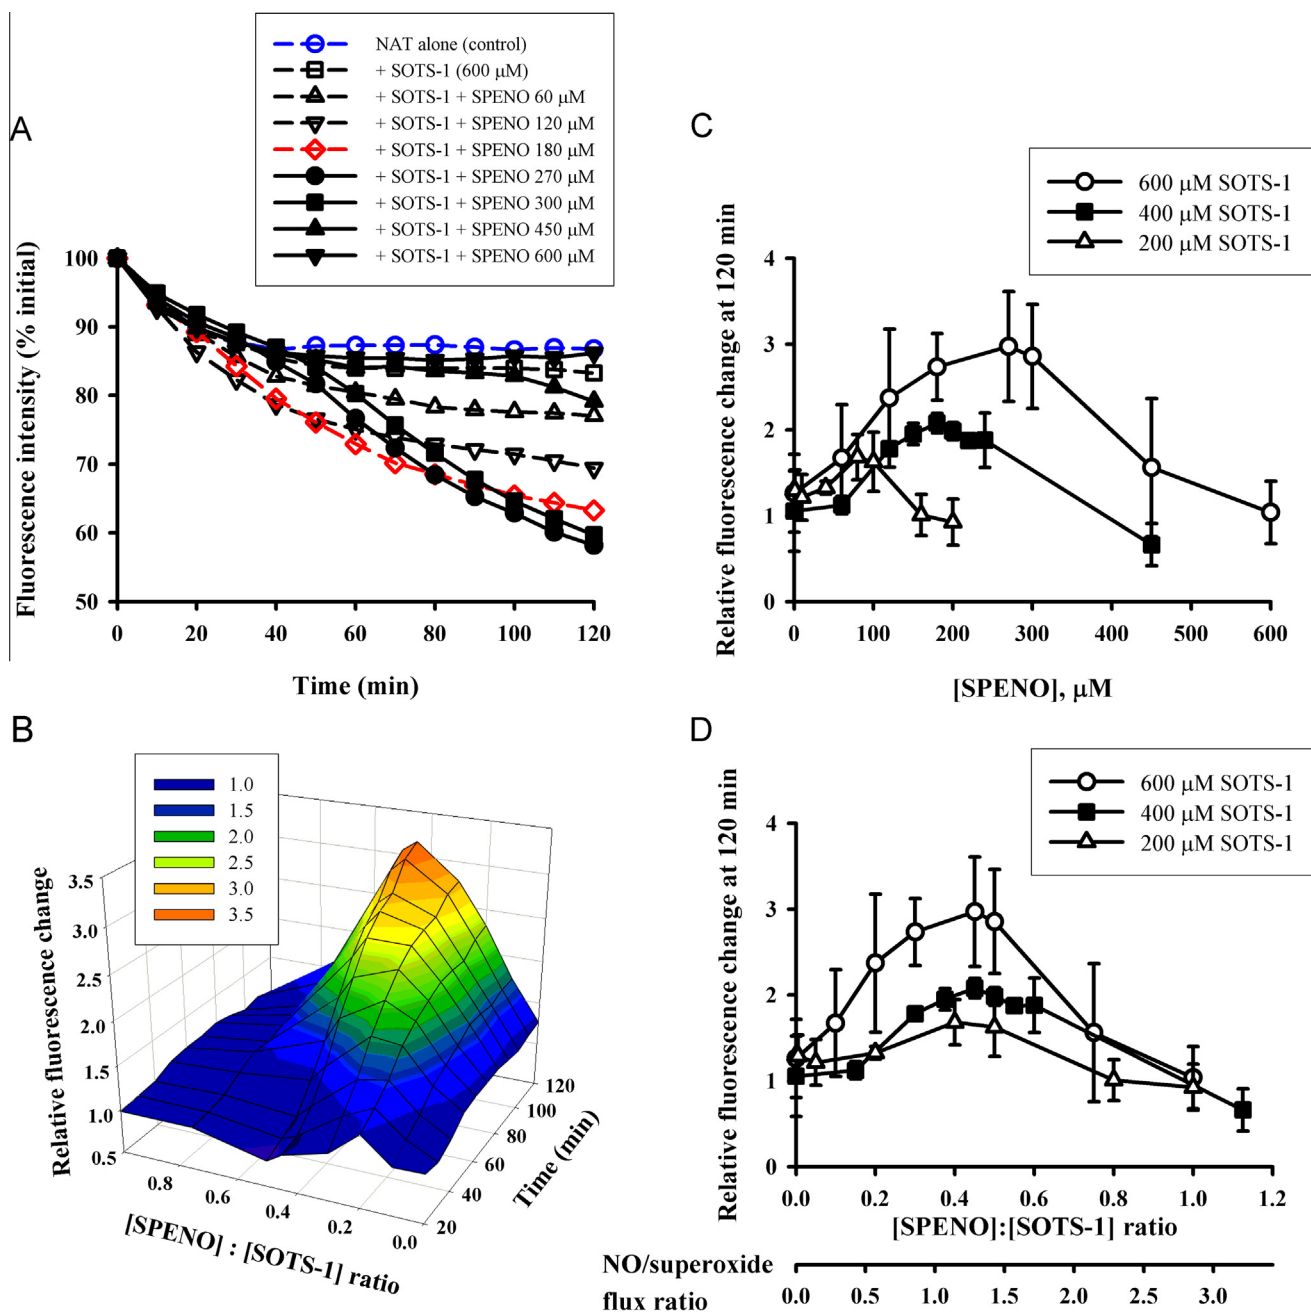 A
NAT alone (control)
+ SOTS-1 (600 μM)
+ SOTS-1 + SPENO 60 μM
+ SOTS-1 + SPENO 120 μM
+ SOTS-1 + SPENO 180 μM
+ SOTS-1 + SPENO 270 μM
+ SOTS-1 + SPENO 300 μM
+ SOTS-1 + SPENO 450 μM
+ SOTS-1 + SPENO 600 μM
Fluorescence intensity (% initial)
100
90
80
70
60
50
0 20 40 60 80 100 120
Time (min)
B
1.0
1.5
2.0
2.5
3.0
3.5
Relative fluorescence change
3.5
3.0
2.5
2.0
1.5
1.0
0.5
0.8 0.6 0.4 0.2 0.0
[SPENO] : [SOTS-1] ratio
20 40 60 80 100 120
Time (min)
C
600 μM SOTS-1
400 μM SOTS-1
200 μM SOTS-1
Relative fluorescence change at 120 min
4
3
2
1
0
0 100 200 300 400 500 600
[SPENO], μM
D
600 μM SOTS-1
400 μM SOTS-1
200 μM SOTS-1
Relative fluorescence change at 120 min
4
3
2
1
0
0.0 0.2 0.4 0.6 0.8 1.0 1.2
[SPENO]:[SOTS-1] ratio
NO/superoxide
flux ratio
0.0 0.5 1.0 1.5 2.0 2.5 3.0